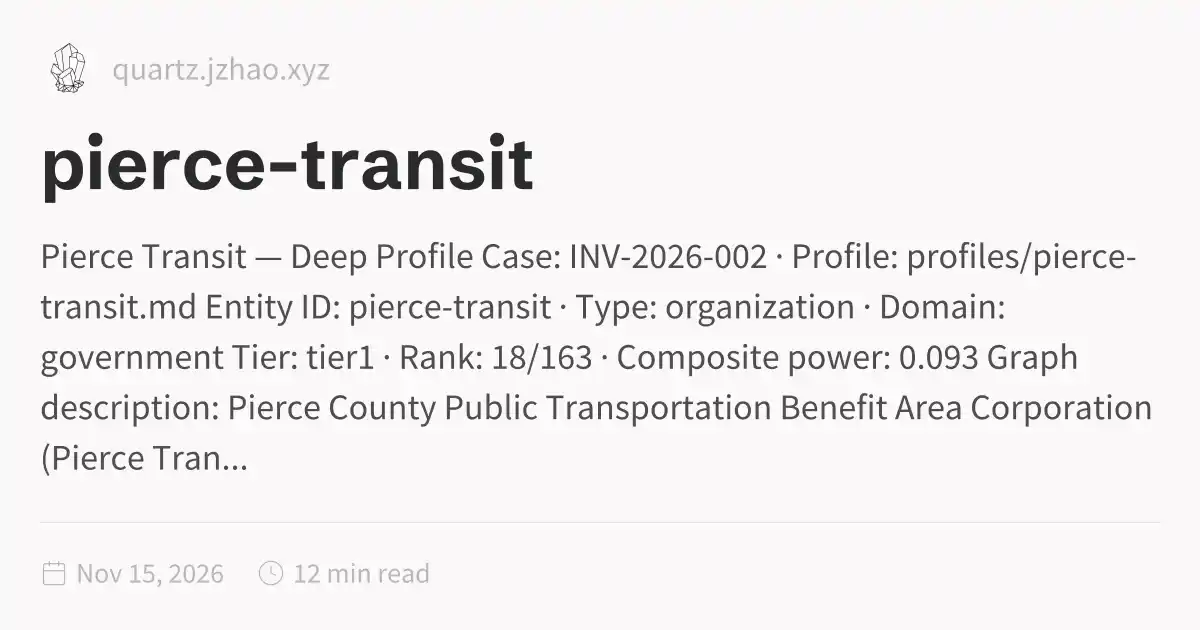 quartz.jzhao.xyz
pierce-transit
Pierce Transit — Deep Profile Case: INV-2026-002 · Profile: profiles/pierce-
transit.md Entity ID: pierce-transit · Type: organization · Domain:
government Tier: tier1 · Rank: 18/163 · Composite power: 0.093 Graph
description: Pierce County Public Transportation Benefit Area Corporation
(Pierce Tran...
Nov 15, 2026 12 min read